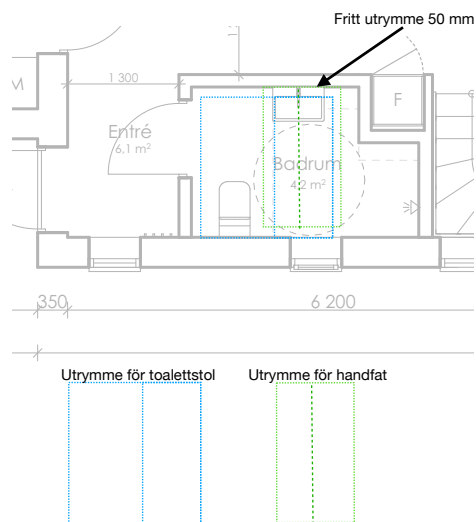 Fritt utrymme 50 mm
1 300
M
F
Entré
6,1 m²
Badrum
4,2 m²
350
6 200
Utrymme för toalettstol
Utrymme för handfat